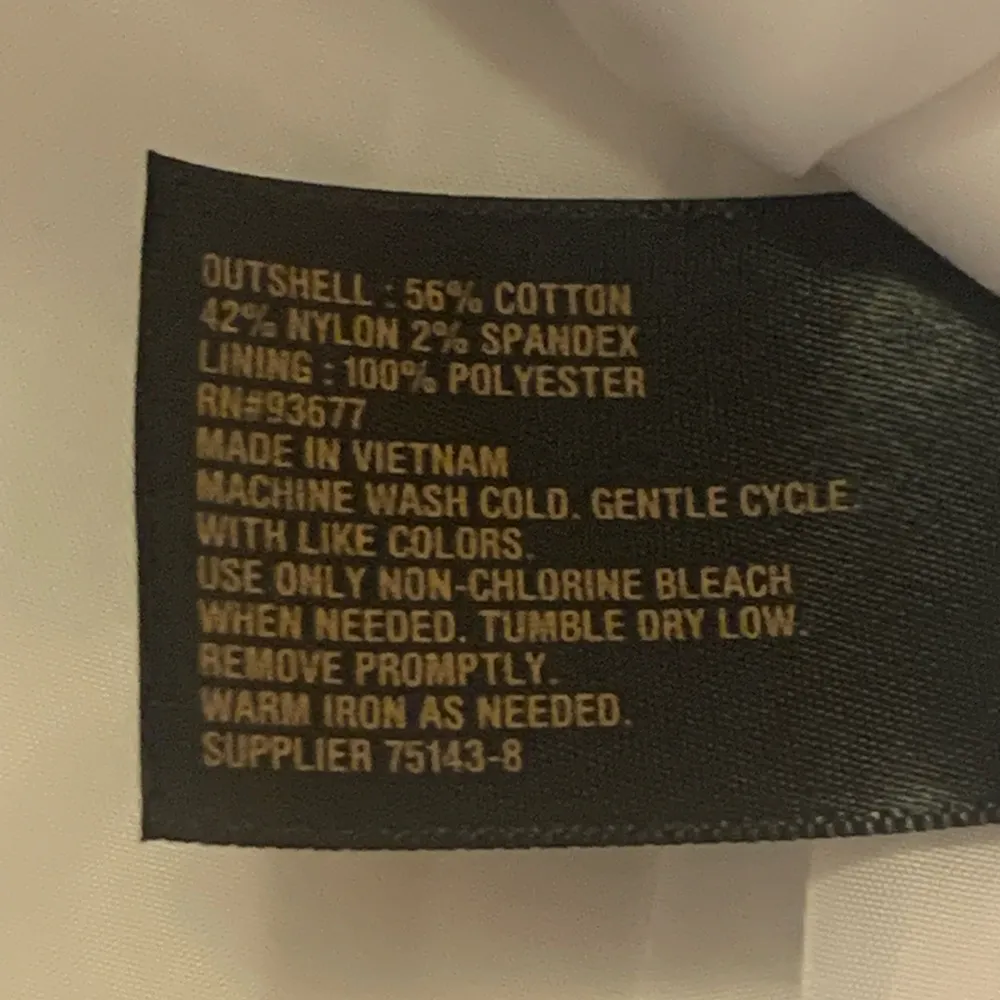 OUTSHELL : 56% COTTON
42% NYLON 2% SPANDEX
LINING : 100% POLYESTER
RN#93677
MADE IN VIETNAM
MACHINE WASH COLD. GENTLE CYCLE.
WITH LIKE COLORS.
USE ONLY NON-CHLORINE BLEACH
WHEN NEEDED. TUMBLE DRY LOW.
REMOVE PROMPTLY.
WARM IRON AS NEEDED.
SUPPLIER 75143-8